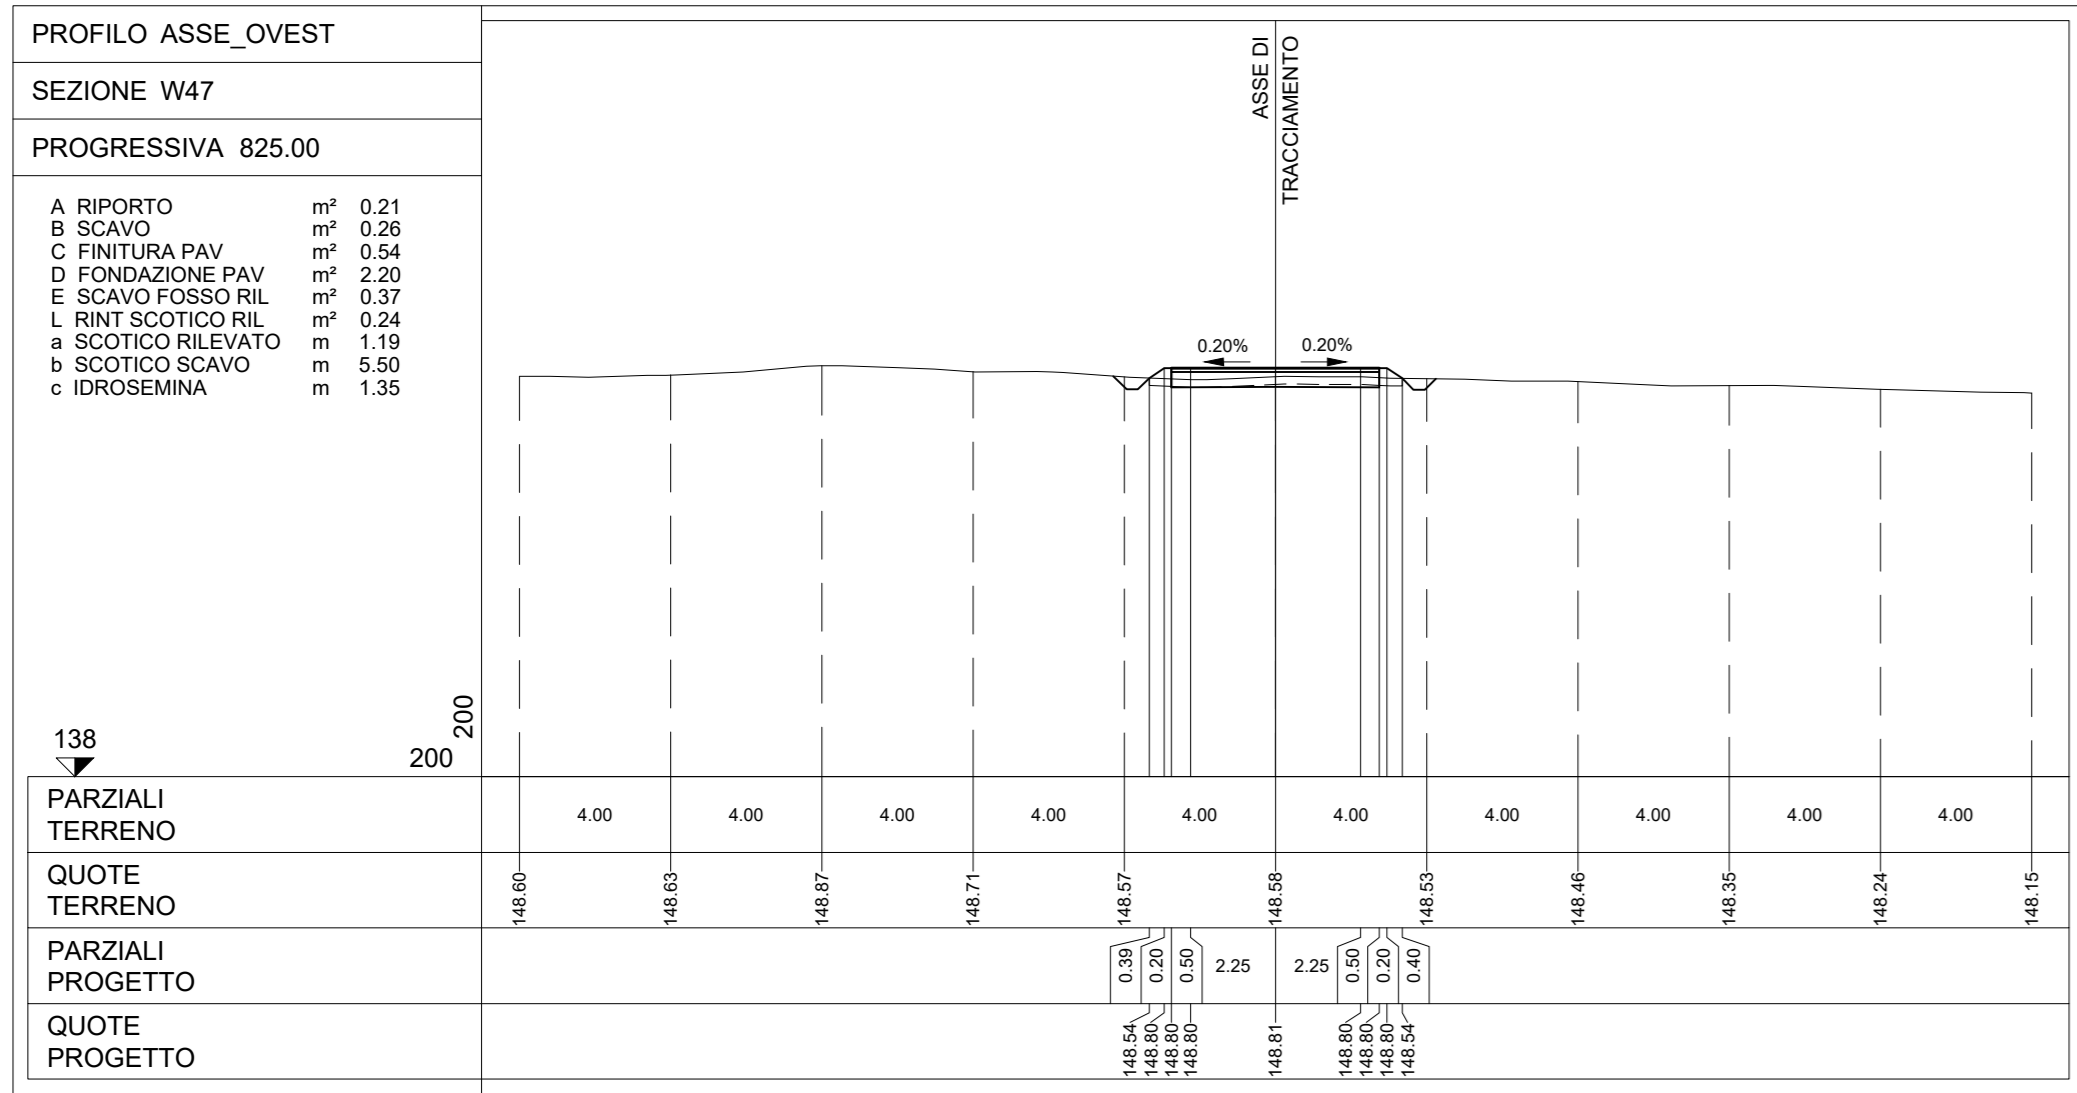 PROFILO ASSE_OVEST
SEZIONE W47
PROGRESSIVA 825.00
A RIPORTO m² 0.21
B SCAVO m² 0.26
C FINITURA PAV m² 0.54
D FONDAZIONE PAV m² 2.20
E SCAVO FOSSO RIL m² 0.37
L RINT SCOTICO RIL m² 0.24
a SCOTICO RILEVATO m 1.19
b SCOTICO SCAVO m 5.50
c IDROSEMINA m 1.35
ASSE DI
TRACCIAMENTO
0.20% 0.20%
138
200
200
PARZIALI
TERRENO
4.00 4.00 4.00 4.00 4.00 4.00 4.00 4.00 4.00 4.00
QUOTE
TERRENO
148.60 148.63 148.87 148.71 148.57 148.58 148.53 148.46 148.35 148.24 148.15
PARZIALI
PROGETTO
0.39 0.20 0.50 2.25 2.25 0.50 0.20 0.40
QUOTE
PROGETTO
148.54 148.80 148.80 148.80 148.81 148.80 148.80 148.80 148.54